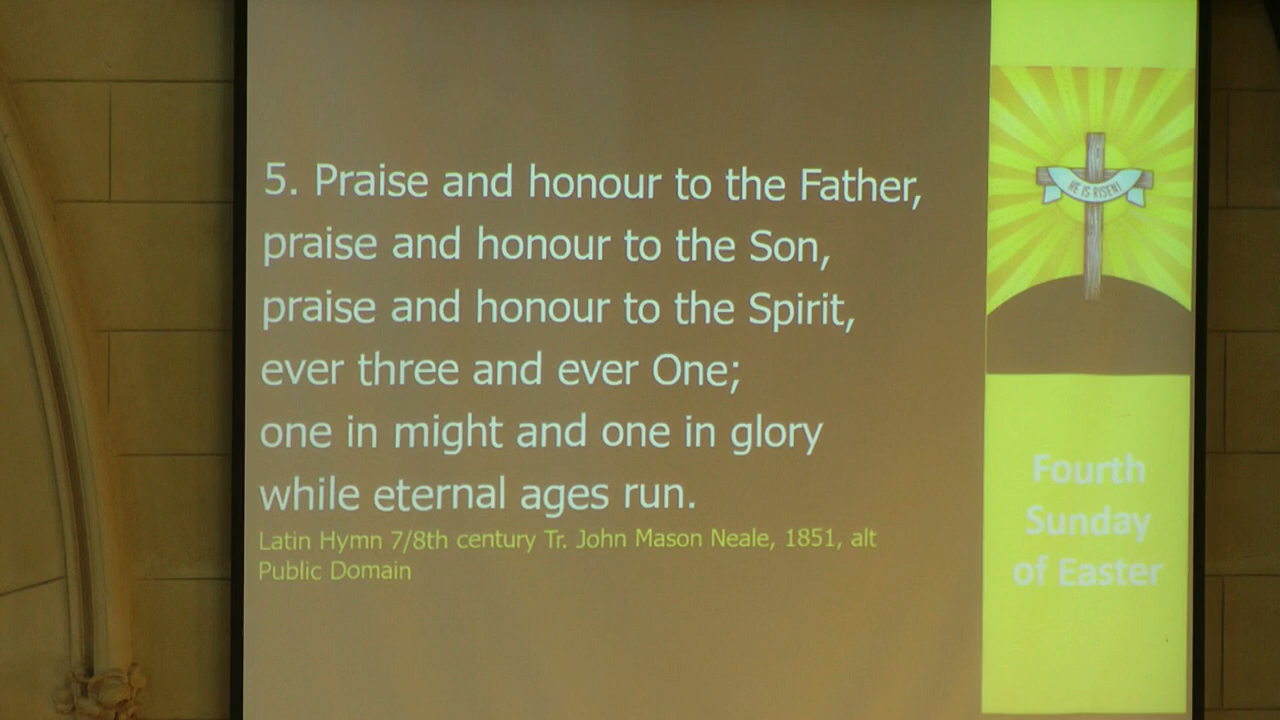 5. Praise and honour to the Father,
praise and honour to the Son,
praise and honour to the Spirit,
ever three and ever One;
one in might and one in glory
while eternal ages run.
Latin Hymn 7/8th century Tr. John Mason Neale, 1851, alt
Public Domain
HE IS RISEN!
Fourth
Sunday
of Easter